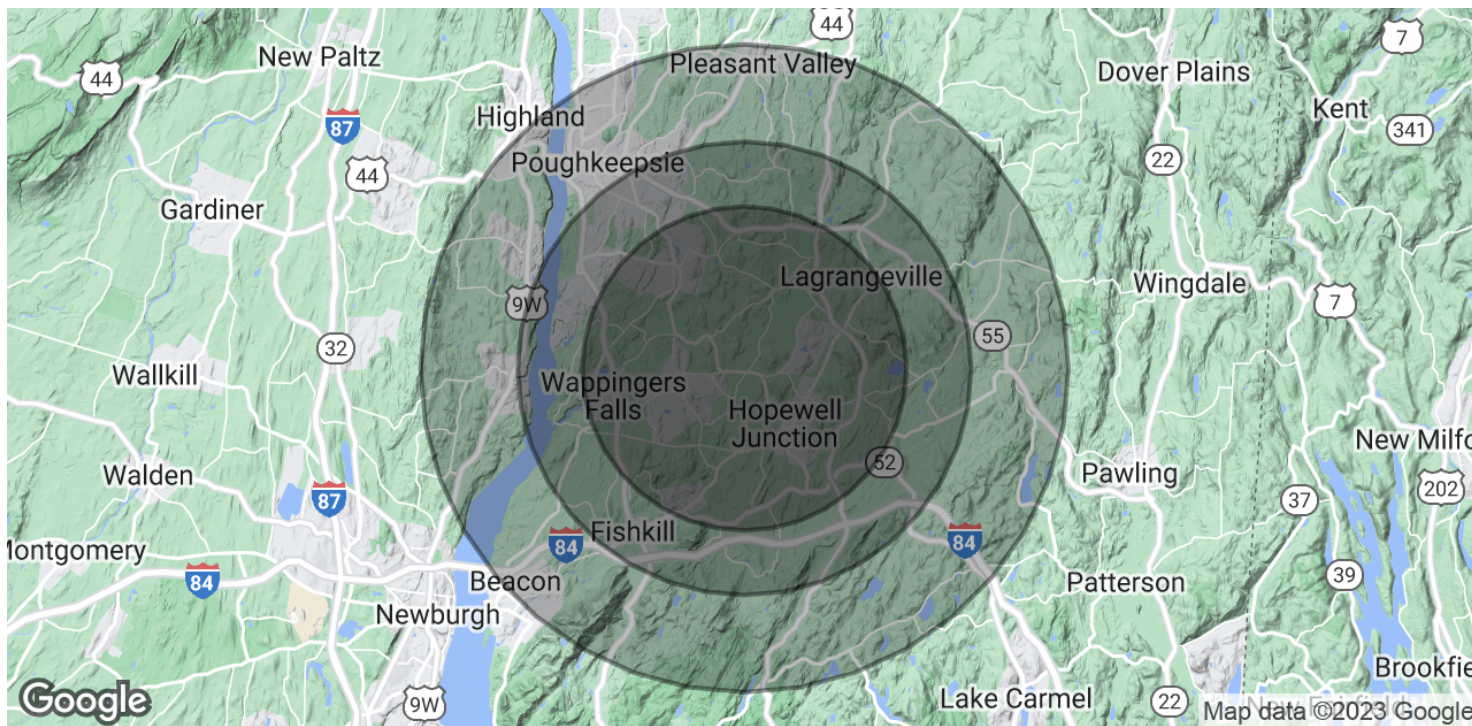 44
New Paltz
Pleasant Valley
44
7
Dover Plains
Highland
Kent
87
341
44
Poughkeepsie
22
Gardiner
Lagrangeville
Wingdale
9W
7
32
55
Wallkill
Wappingers
Falls
Hopewell
Junction
New Milfo
52
Walden
Pawling
87
37
202
Fishkill
84
84
Montgomery
84
Beacon
Patterson
39
Newburgh
Brookfie
9W
Lake Carmel
22
Google
Map data ©2023 Google